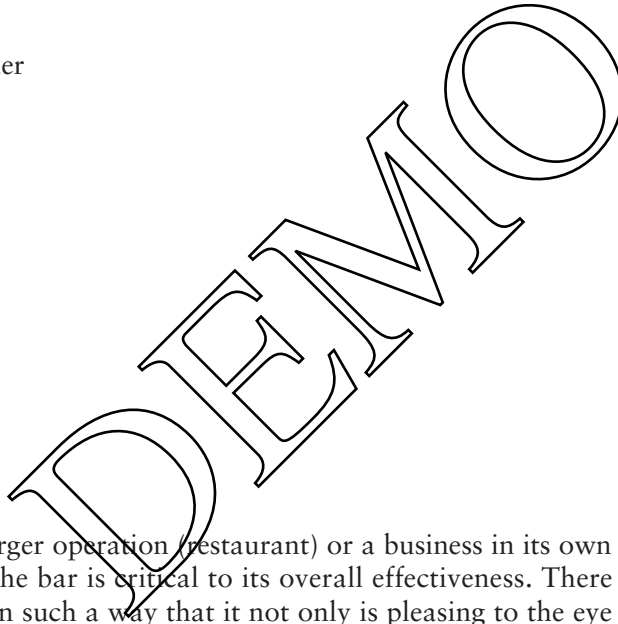 er
DEMO
rger operation (restaurant) or a business in its own
he bar is critical to its overall effectiveness. There
n such a way that it not only is pleasing to the eye